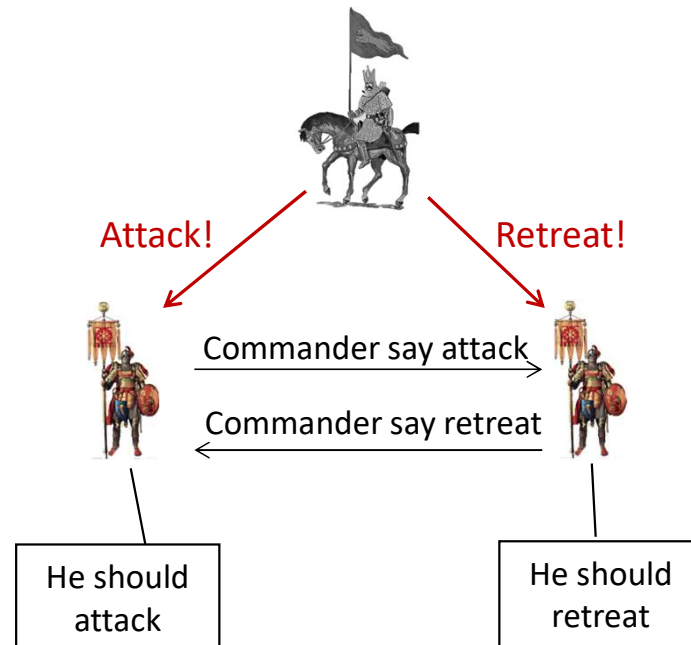 Attack!
Retreat!
Commander say attack
Commander say retreat
He should
attack
He should
retreat